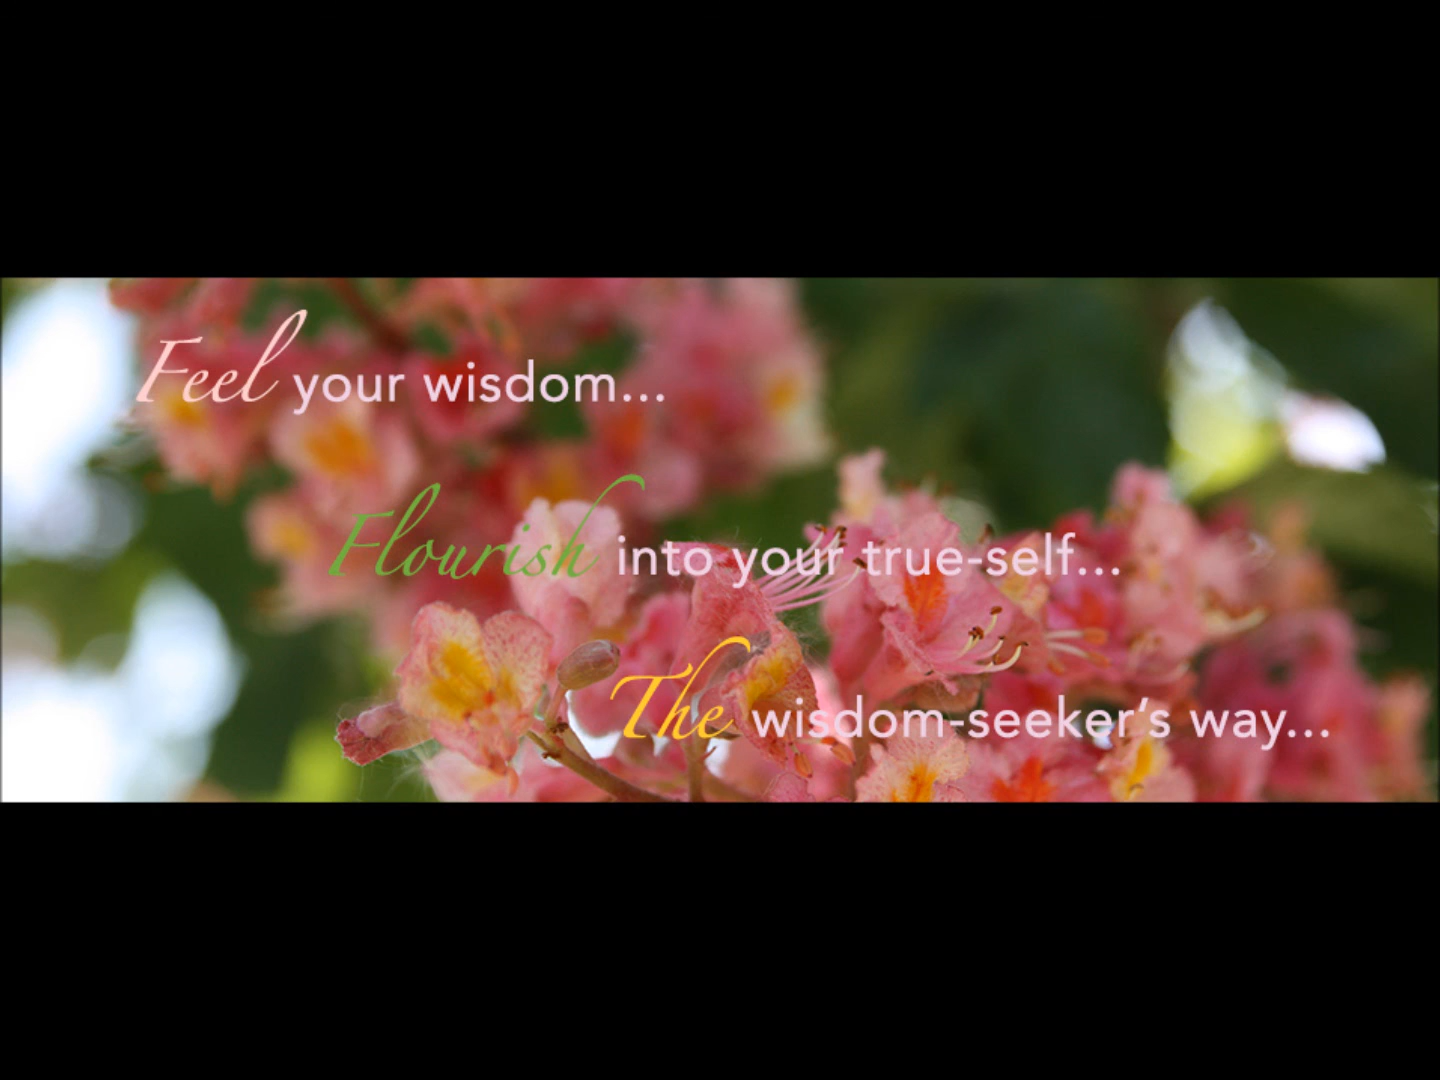 Feel your wisdom...
Flourish into your true-self...
The wisdom-seeker’s way...